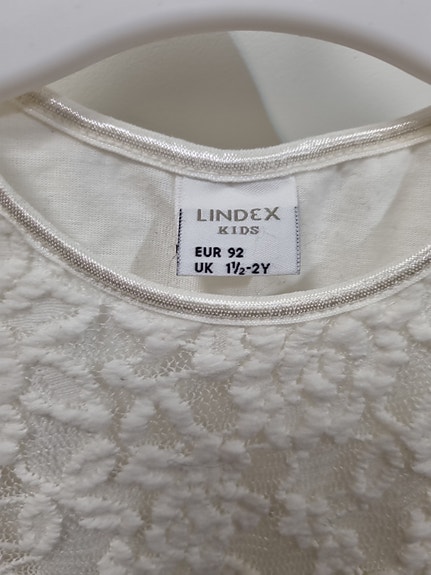 LINDEX
KIDS
EUR 92
UK 1½-2Y